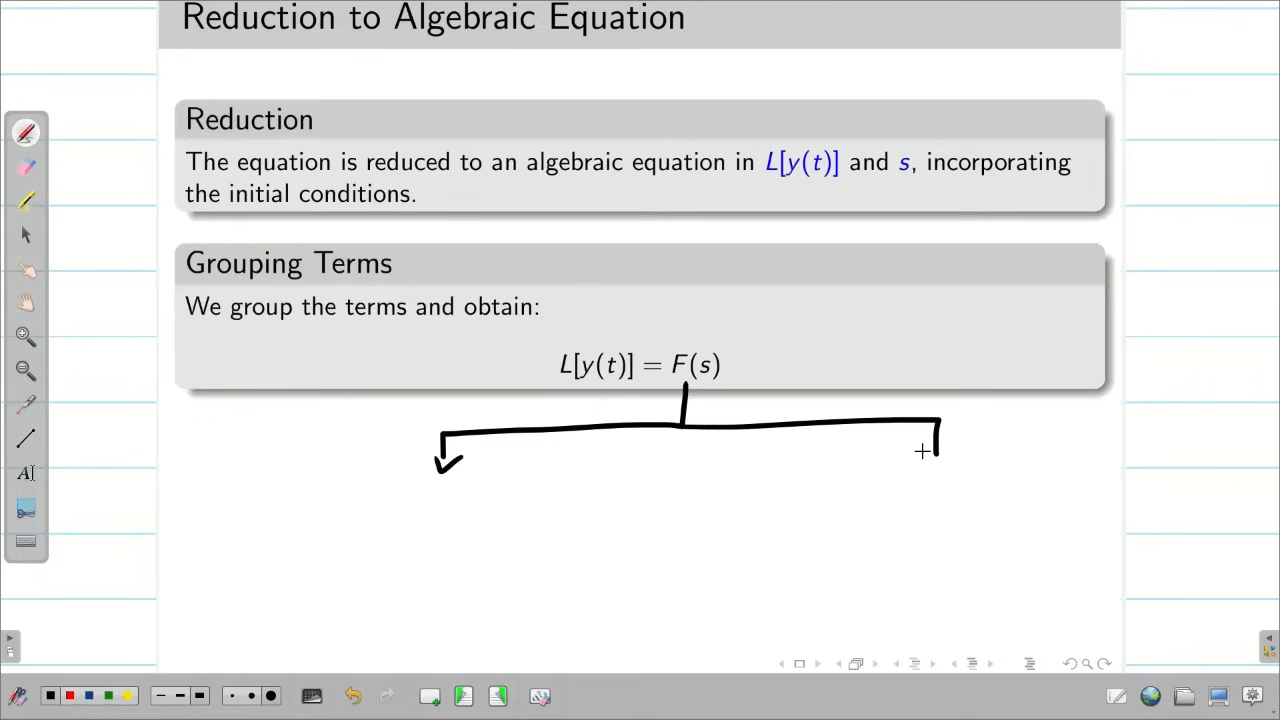 Reduction to Algebraic Equation
Reduction
The equation is reduced to an algebraic equation in L[y(t)] and s, incorporating
the initial conditions.
Grouping Terms
We group the terms and obtain:
L[y(t)] = F(s)
A